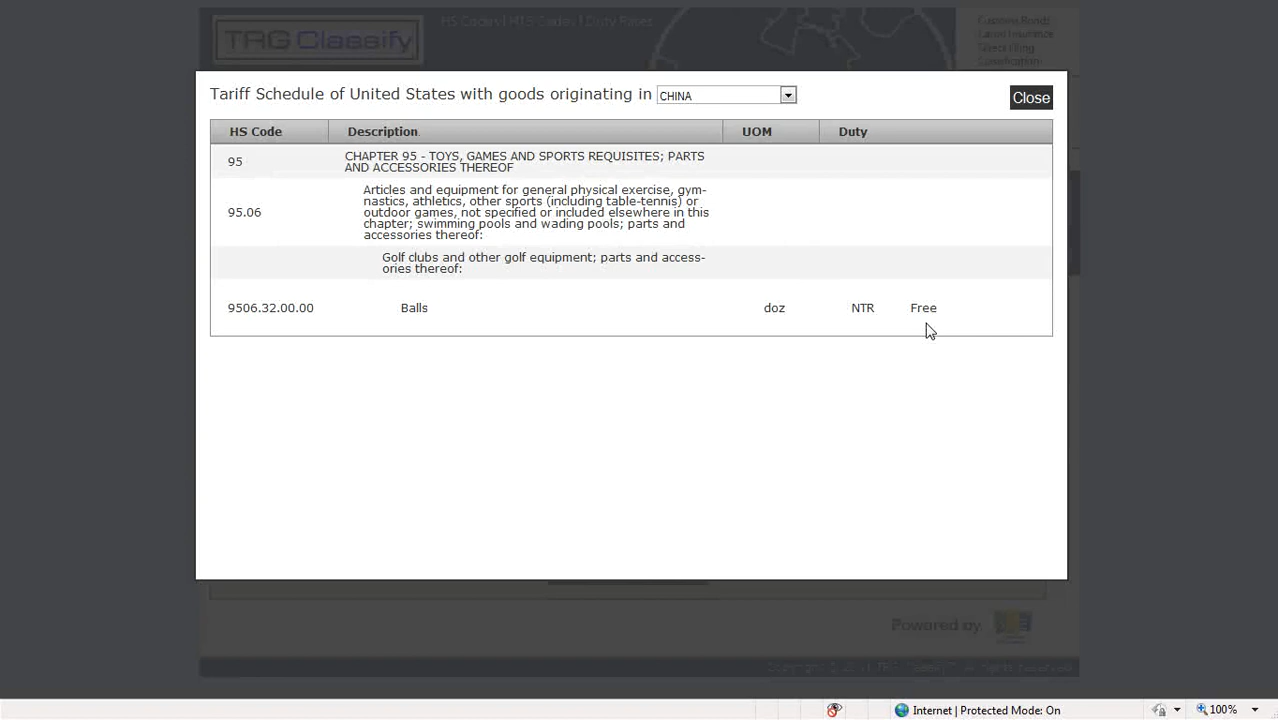 TRG Classify
HS Codes | HTS Codes | Duty Rates
Customs Bonds
Cargo Insurance
Tariff Schedule of United States with goods originating in CHINA
Close
HS Code Description UOM Duty
95 CHAPTER 95 - TOYS, GAMES AND SPORTS REQUISITES; PARTS
AND ACCESSORIES THEREOF
95.06 Articles and equipment for general physical exercise, gym-
nastics, athletics, other sports (including table-tennis) or
outdoor games, not specified or included elsewhere in this
chapter; swimming pools and wading pools; parts and
accessories thereof:
Golf clubs and other golf equipment; parts and access-
ories thereof:
9506.32.00.00 Balls doz NTR Free
Powered by:
Internet | Protected Mode: On
100%